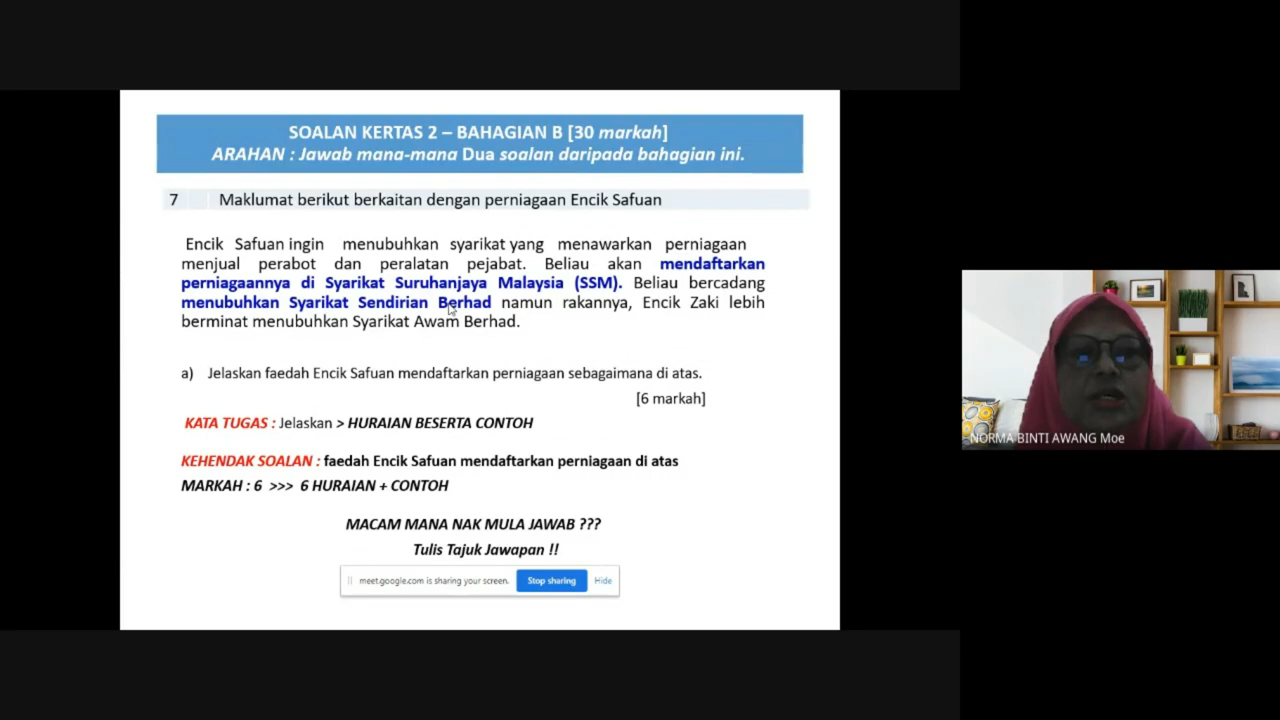 SOALAN KERTAS 2 – BAHAGIAN B [30 markah]
ARAHAN : Jawab mana-mana Dua soalan daripada bahagian ini.
7 Maklumat berikut berkaitan dengan perniagaan Encik Safuan
Encik Safuan ingin menubuhkan syarikat yang menawarkan perniagaan
menjual perabot dan peralatan pejabat. Beliau akan mendaftarkan
perniagaannya di Syarikat Suruhanjaya Malaysia (SSM). Beliau bercadang
menubuhkan Syarikat Sendirian Berhad namun rakannya, Encik Zaki lebih
berminat menubuhkan Syarikat Awam Berhad.
a) Jelaskan faedah Encik Safuan mendaftarkan perniagaan sebagaimana di atas.
[6 markah]
KATA TUGAS : Jelaskan > HURAIAN BESERTA CONTOH
KEHENDAK SOALAN : faedah Encik Safuan mendaftarkan perniagaan di atas
MARKAH : 6 >>> 6 HURAIAN + CONTOH
MACAM MANA NAK MULA JAWAB ???
Tulis Tajuk Jawapan !!
meet.google.com is sharing your screen. Stop sharing Hide
NORMA BINTI AWANG Moe